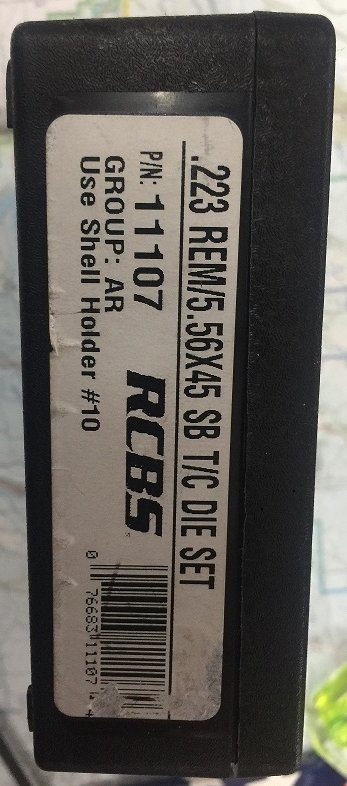 .223 REM/5.56X45 SB T/C DIE SET
P/N: 11107 RCBS
GROUP: AR
Use Shell Holder #10
0 76683 11107 4